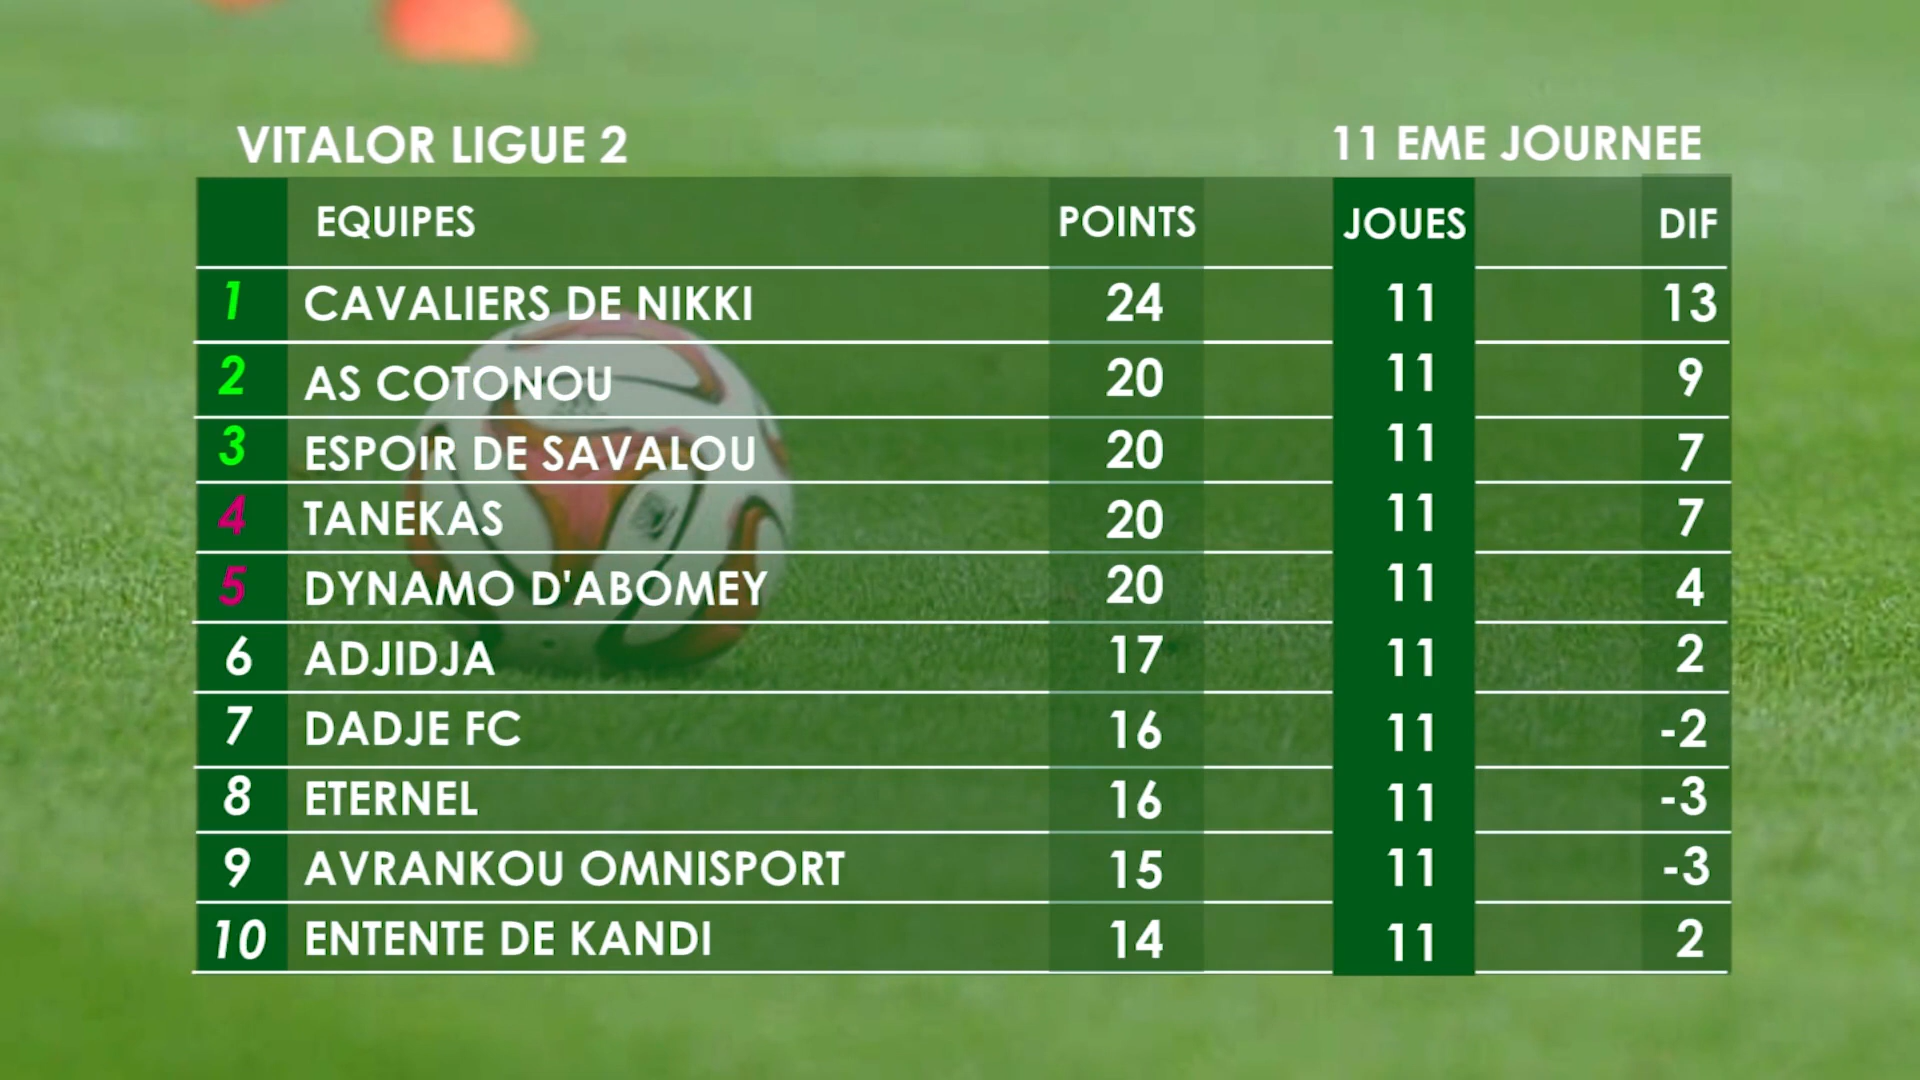 VITALOR LIGUE 2 11 EME JOURNEE
EQUIPES POINTS JOUES DIF
1 CAVALIERS DE NIKKI 24 11 13
2 AS COTONOU 20 11 9
3 ESPOIR DE SAVALOU 20 11 7
4 TANEKAS 20 11 7
5 DYNAMO D'ABOMEY 20 11 4
6 ADJIDJA 17 11 2
7 DADJE FC 16 11 -2
8 ETERNEL 16 11 -3
9 AVRANKOU OMNISPORT 15 11 -3
10 ENTENTE DE KANDI 14 11 2